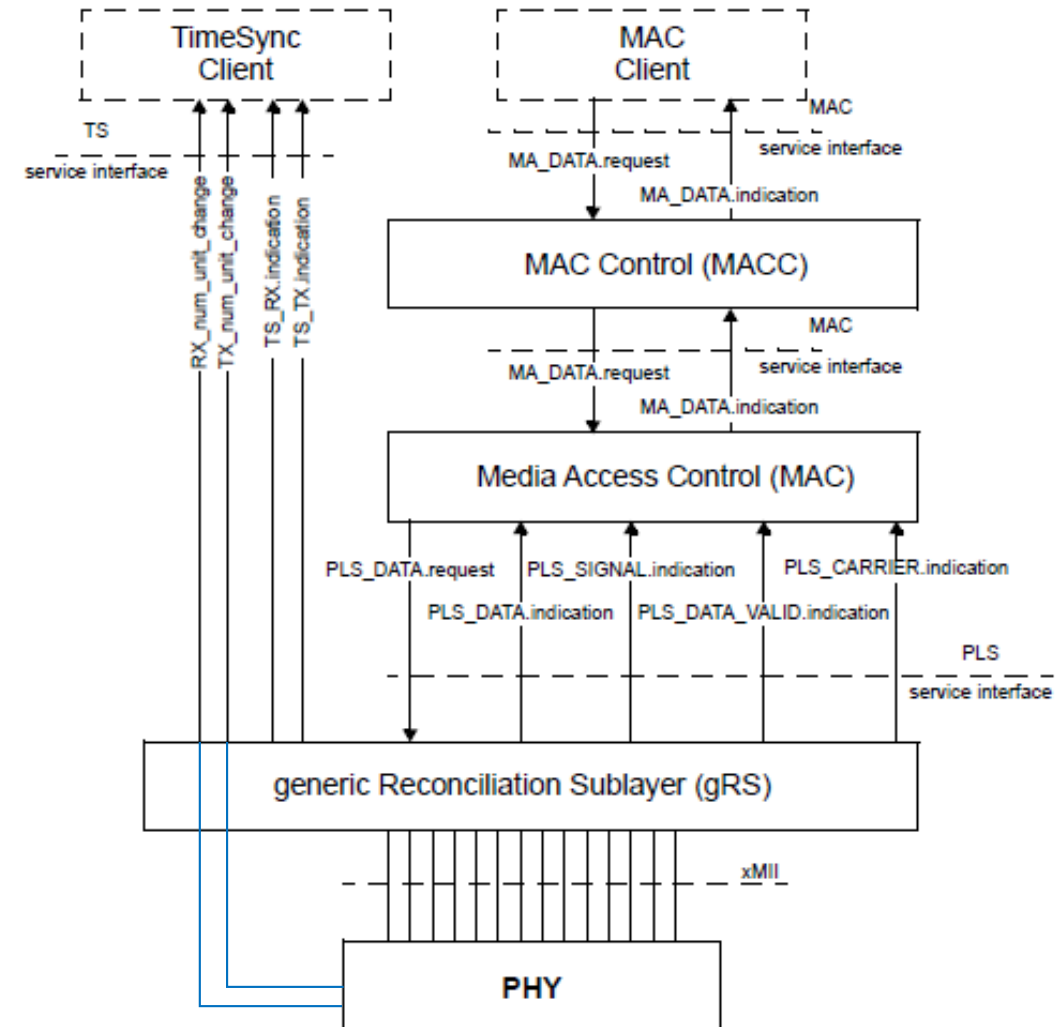 TimeSync
Client
MAC
Client
TS
service interface
MAC
service interface
MA_DATA.request
MA_DATA.indication
RX_num_unit_change
TX_num_unit_change
TS_RX.indication
TS_TX.indication
MAC Control (MACC)
MAC
service interface
MA_DATA.request
MA_DATA.indication
Media Access Control (MAC)
PLS_DATA.request
PLS_SIGNAL.indication
PLS_CARRIER.indication
PLS_DATA.indication
PLS_DATA_VALID.indication
PLS
service interface
generic Reconciliation Sublayer (gRS)
xMII
PHY